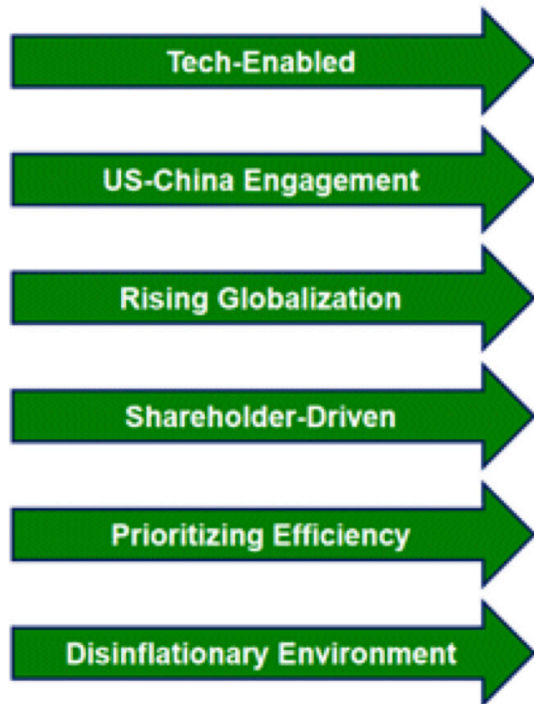 Tech-Enabled
US-China Engagement
Rising Globalization
Shareholder-Driven
Prioritizing Efficiency
Disinflationary Environment